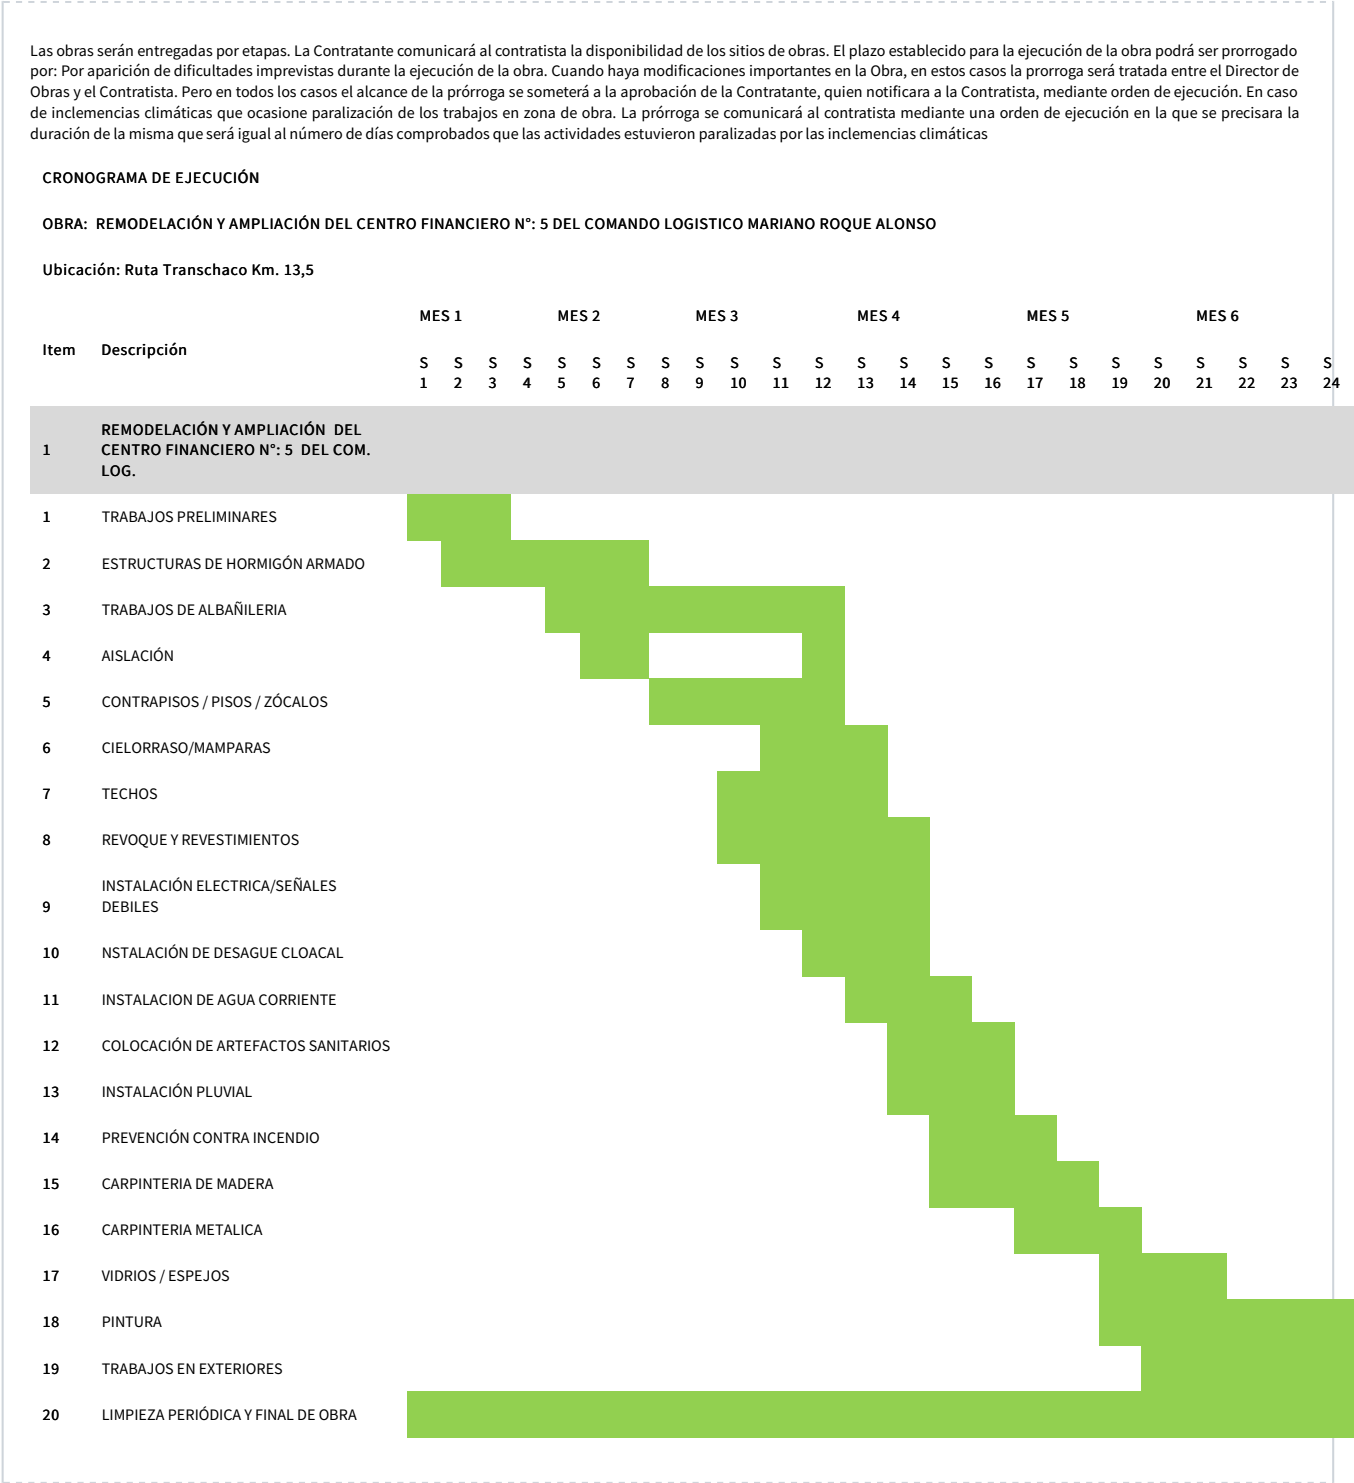 Las obras serán entregadas por etapas. La Contratante comunicará al contratista la disponibilidad de los sitios de obras. El plazo establecido para la ejecución de la obra podrá ser prorrogado
por: Por aparición de dificultades imprevistas durante la ejecución de la obra. Cuando haya modificaciones importantes en la Obra, en estos casos la prorroga será tratada entre el Director de
Obras y el Contratista. Pero en todos los casos el alcance de la prórroga se someterá a la aprobación de la Contratante, quien notificara a la Contratista, mediante orden de ejecución. En caso
de inclemencias climáticas que ocasione paralización de los trabajos en zona de obra. La prórroga se comunicará al contratista mediante una orden de ejecución en la que se precisara la
duración de la misma que será igual al número de días comprobados que las actividades estuvieron paralizadas por las inclemencias climáticas
CRONOGRAMA DE EJECUCIÓN
OBRA: REMODELACIÓN Y AMPLIACIÓN DEL CENTRO FINANCIERO N°: 5 DEL COMANDO LOGISTICO MARIANO ROQUE ALONSO
Ubicación: Ruta Transchaco Km. 13,5
MES 1 MES 2 MES 3 MES 4 MES 5 MES 6
Item Descripción
S S S S S S S S S S S S S S S S S S S S S S S S
1 2 3 4 5 6 7 8 9 10 11 12 13 14 15 16 17 18 19 20 21 22 23 24
REMODELACIÓN Y AMPLIACIÓN DEL
1 CENTRO FINANCIERO N°: 5 DEL COM.
LOG.
1 TRABAJOS PRELIMINARES
2 ESTRUCTURAS DE HORMIGÓN ARMADO
3 TRABAJOS DE ALBAÑILERIA
4 AISLACIÓN
5 CONTRAPISOS / PISOS / ZÓCALOS
6 CIELORRASO/MAMPARAS
7 TECHOS
8 REVOQUE Y REVESTIMIENTOS
INSTALACIÓN ELECTRICA/SEÑALES
9 DEBILES
10 NSTALACIÓN DE DESAGUE CLOACAL
11 INSTALACION DE AGUA CORRIENTE
12 COLOCACIÓN DE ARTEFACTOS SANITARIOS
13 INSTALACIÓN PLUVIAL
14 PREVENCIÓN CONTRA INCENDIO
15 CARPINTERIA DE MADERA
16 CARPINTERIA METALICA
17 VIDRIOS / ESPEJOS
18 PINTURA
19 TRABAJOS EN EXTERIORES
20 LIMPIEZA PERIÓDICA Y FINAL DE OBRA